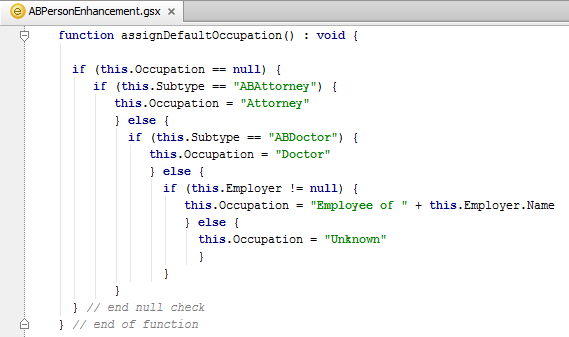 ABPersonEnhancement.gsx ×
function assignDefaultOccupation() : void {
if (this.Occupation == null) {
if (this.Subtype == "ABAttorney") {
this.Occupation = "Attorney"
} else {
if (this.Subtype == "ABDoctor") {
this.Occupation = "Doctor"
} else {
if (this.Employer != null) {
this.Occupation = "Employee of " + this.Employer.Name
} else {
this.Occupation = "Unknown"
}
}
}
} // end null check
} // end of function